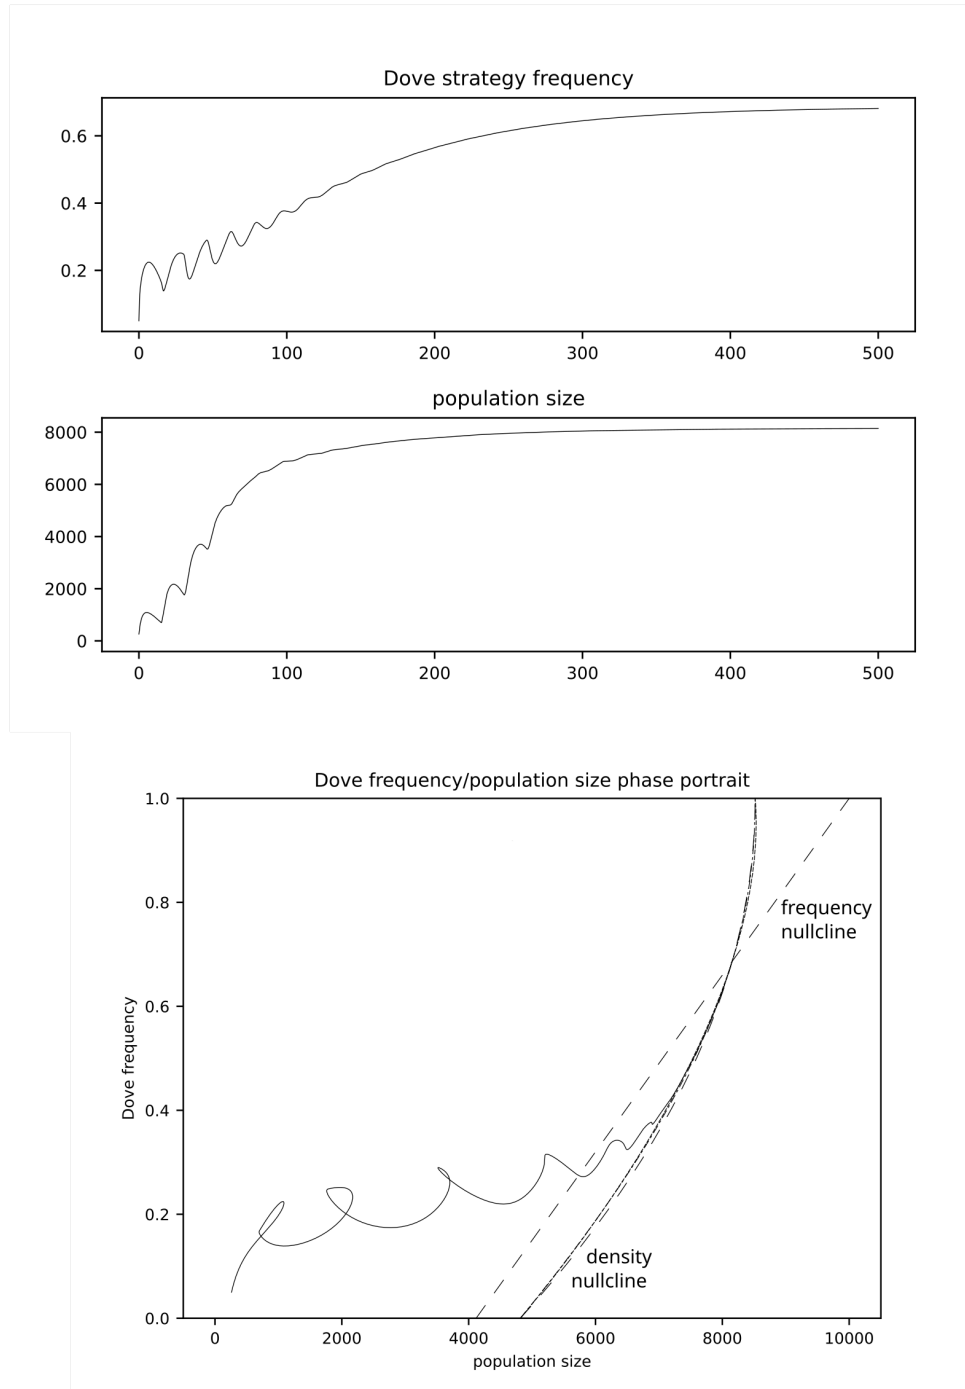 Dove strategy frequency
0.6
0.4
0.2
0 100 200 300 400 500
population size
8000
6000
4000
2000
0
0 100 200 300 400 500
Dove frequency/population size phase portrait
1.0
0.8
0.6
0.4
0.2
0.0
Dove frequency
frequency
nullcline
density
nullcline
0 2000 4000 6000 8000 10000
population size